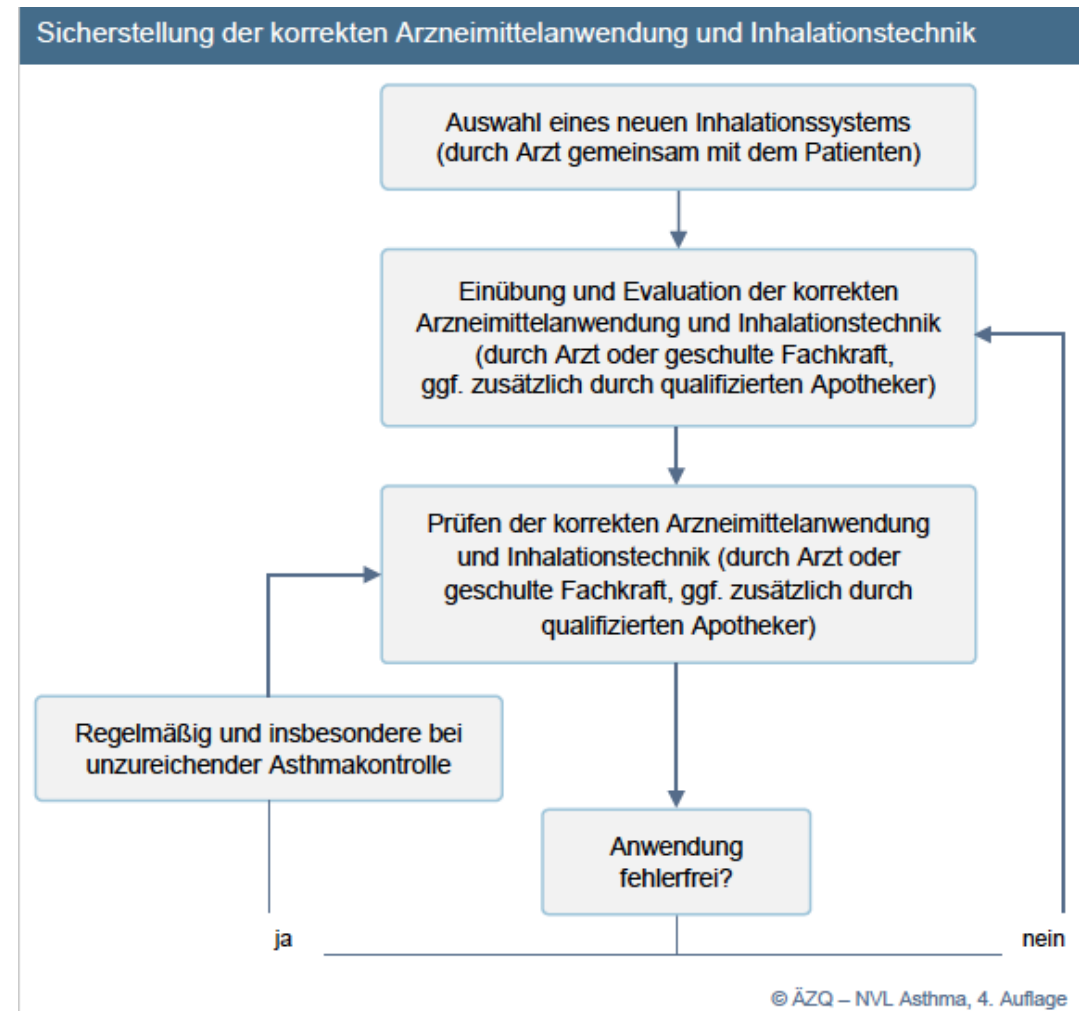 Sicherstellung der korrekten Arzneimittelanwendung und Inhalationstechnik
Auswahl eines neuen Inhalationssystems
(durch Arzt gemeinsam mit dem Patienten)
Einübung und Evaluation der korrekten
Arzneimittelanwendung und Inhalationstechnik
(durch Arzt oder geschulte Fachkraft,
ggf. zusätzlich durch qualifizierten Apotheker)
Prüfen der korrekten Arzneimittelanwendung
und Inhalationstechnik (durch Arzt oder
geschulte Fachkraft, ggf. zusätzlich durch
qualifizierten Apotheker)
Regelmäßig und insbesondere bei
unzureichender Asthmakontrolle
Anwendung
fehlerfrei?
ja
nein
© ÄZQ – NVL Asthma, 4. Auflage